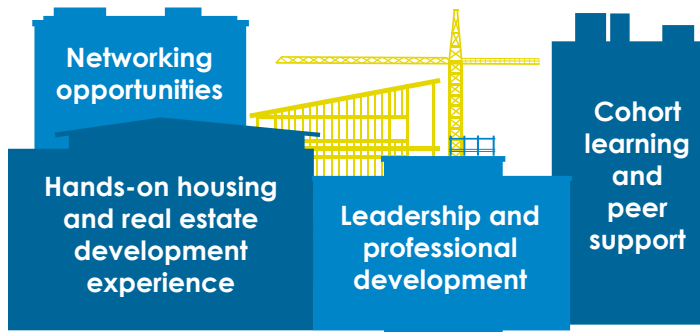 Networking
opportunities
Hands-on housing
and real estate
development
experience
Leadership and
professional
development
Cohort
learning
and
peer
support